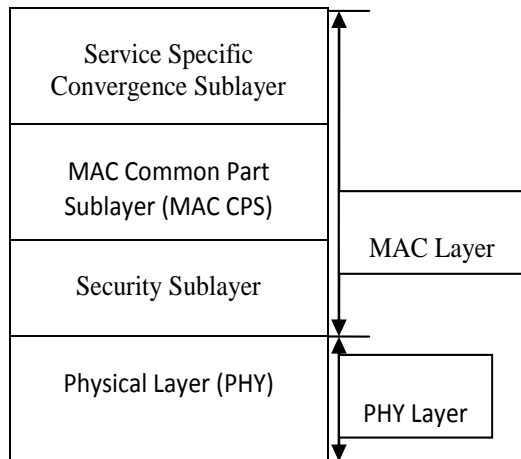 Service Specific
Convergence Sublayer
MAC Common Part
Sublayer (MAC CPS)
MAC Layer
Security Sublayer
Physical Layer (PHY)
PHY Layer